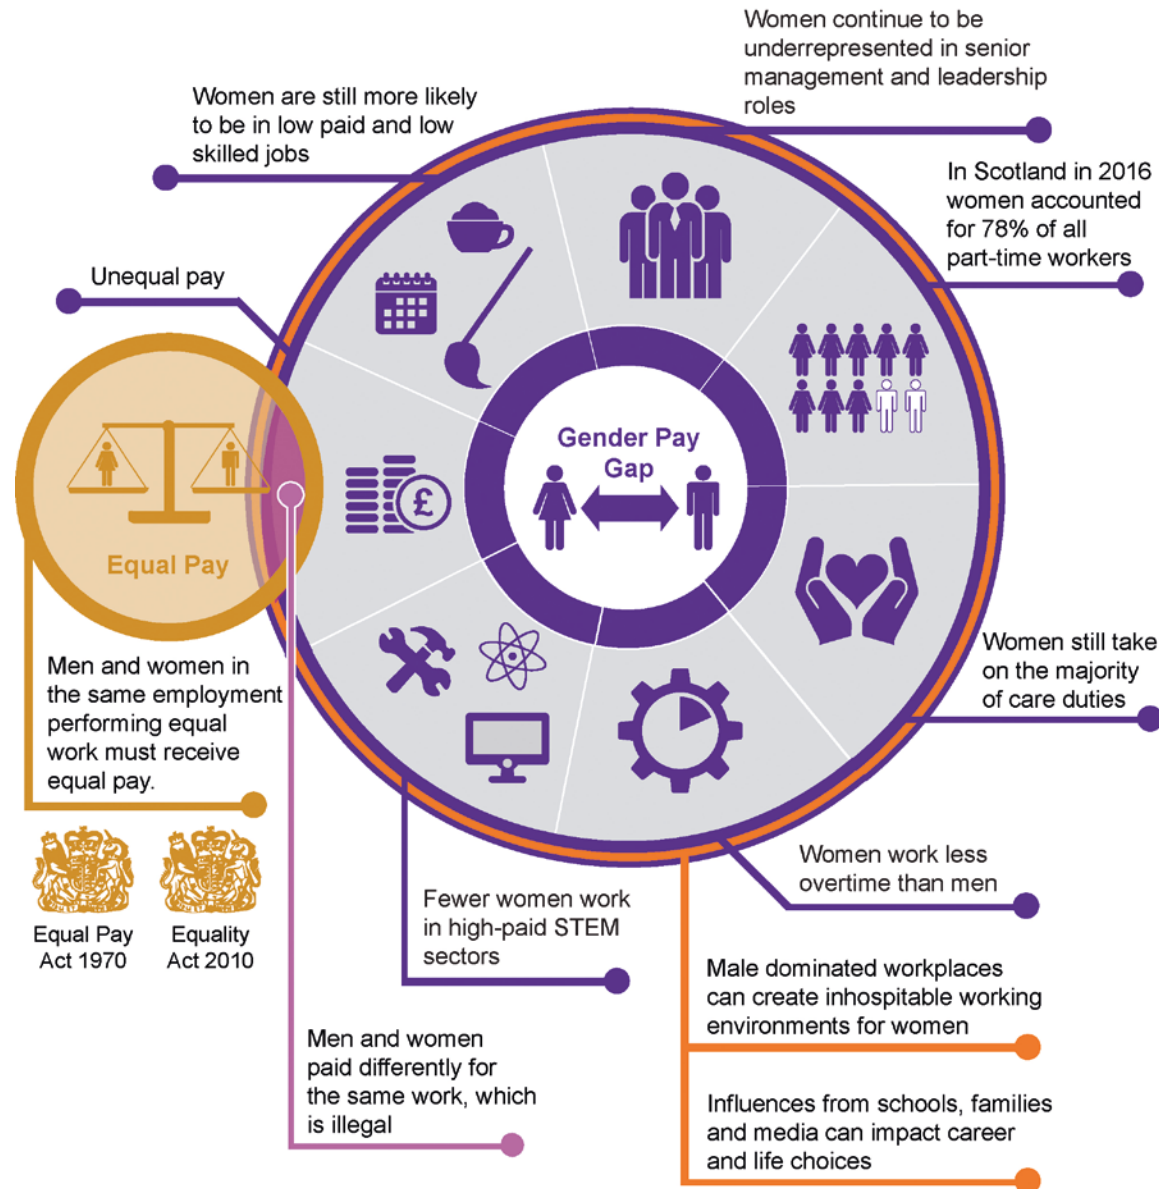 Women continue to be
underrepresented in senior
management and leadership
roles
Women are still more likely
to be in low paid and low
skilled jobs
In Scotland in 2016
women accounted
for 78% of all
part-time workers
Unequal pay
Gender Pay
Gap
£
Equal Pay
Men and women in
the same employment
performing equal
work must receive
equal pay.
Women still take
on the majority
of care duties
Equal Pay
Act 1970
Equality
Act 2010
Women work less
overtime than men
Fewer women work
in high-paid STEM
sectors
Male dominated workplaces
can create inhospitable working
environments for women
Men and women
paid differently for
the same work, which
is illegal
Influences from schools, families
and media can impact career
and life choices